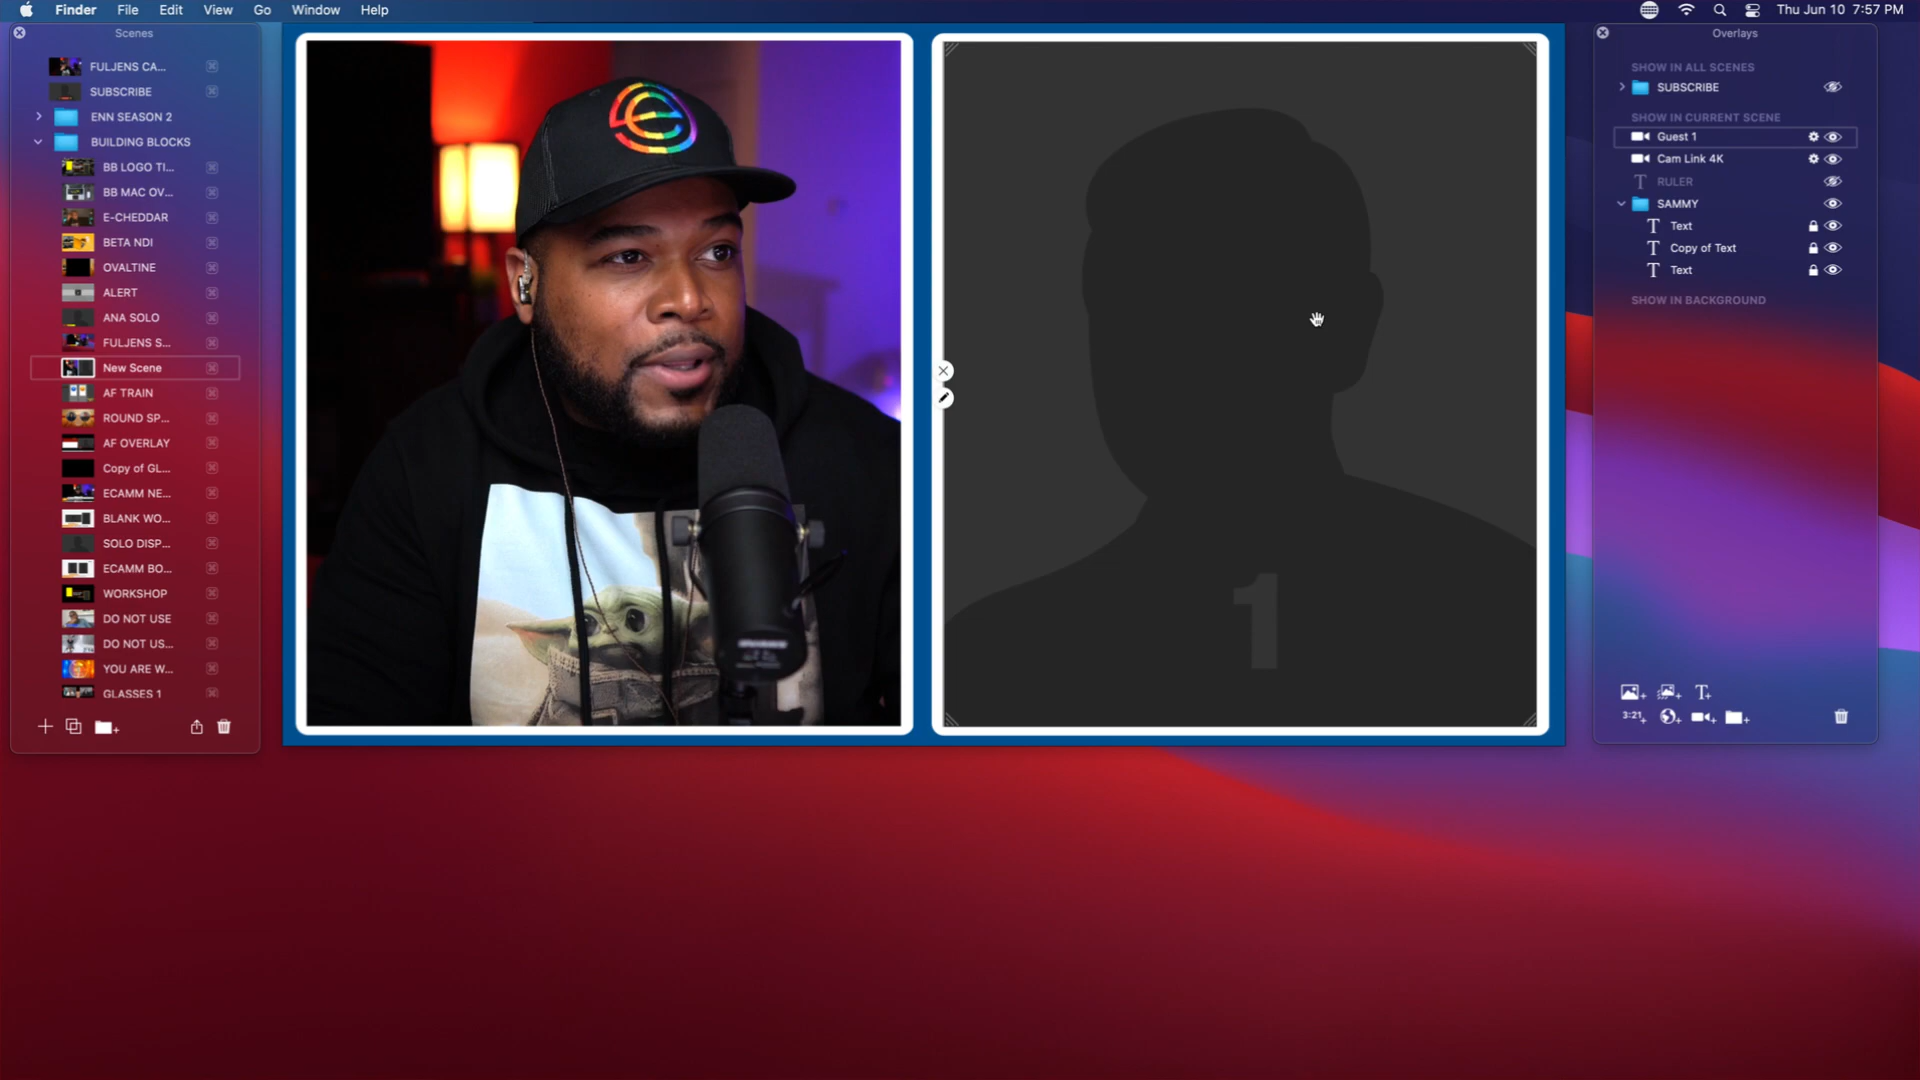 Finder File Edit View Go Window Help
Thu Jun 10 7:57 PM
Scenes
FULJENS CA...
SUBSCRIBE
ENN SEASON 2
BUILDING BLOCKS
BB LOGO TI...
BB MAC OV...
E-CHEDDAR
BETA NDI
OVALTINE
ALERT
ANA SOLO
FULJENS S...
New Scene
AF TRAIN
ROUND SP...
AF OVERLAY
Copy of GL...
ECAMM NE...
BLANK WO...
SOLO DISP...
ECAMM BO...
WORKSHOP
DO NOT USE
DO NOT US...
YOU ARE W...
GLASSES 1
1
Overlays
SHOW IN ALL SCENES
SUBSCRIBE
SHOW IN CURRENT SCENE
Guest 1
Cam Link 4K
RULER
SAMMY
Text
Copy of Text
Text
SHOW IN BACKGROUND
3:21